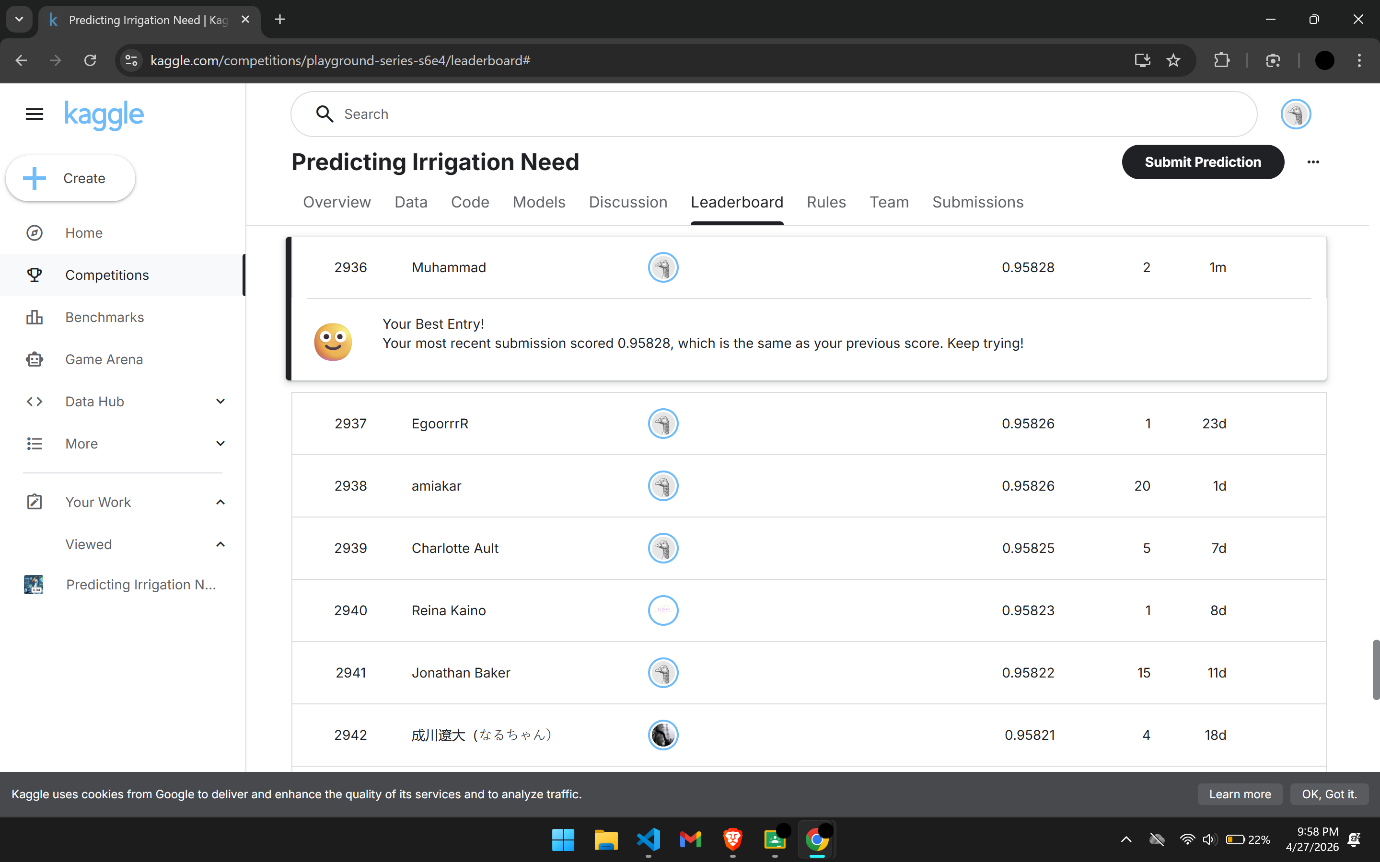 Predicting Irrigation Need | Kag
kaggle.com/competitions/playground-series-s6e4/leaderboard#
kaggle
Search
Create
Home
Competitions
Benchmarks
Game Arena
Data Hub
More
Your Work
Viewed
Predicting Irrigation N...
Predicting Irrigation Need
Submit Prediction
Overview Data Code Models Discussion Leaderboard Rules Team Submissions
2936 Muhammad 0.95828 2 1m
Your Best Entry!
Your most recent submission scored 0.95828, which is the same as your previous score. Keep trying!
2937 EgoorrrR 0.95826 1 23d
2938 amiakar 0.95826 20 1d
2939 Charlotte Ault 0.95825 5 7d
2940 Reina Kaino 0.95823 1 8d
2941 Jonathan Baker 0.95822 15 11d
2942 成川遼大（なるちゃん） 0.95821 4 18d
Kaggle uses cookies from Google to deliver and enhance the quality of its services and to analyze traffic.
Learn more
OK, Got it.
22%
9:58 PM
4/27/2026